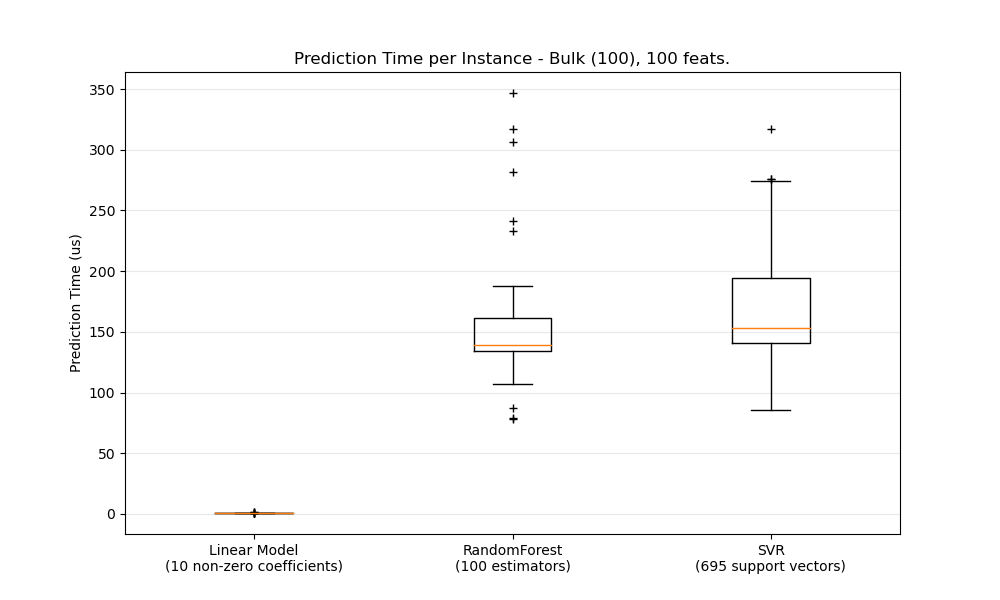 Prediction Time per Instance - Bulk (100), 100 feats.
Prediction Time (us)
350
300
250
200
150
100
50
0
Linear Model
(10 non-zero coefficients)
RandomForest
(100 estimators)
SVR
(695 support vectors)